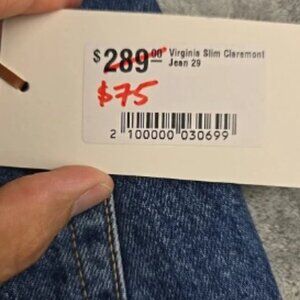 $289.00 Virginia Slim Claremont
Jean 29
$75
2 100000 030699